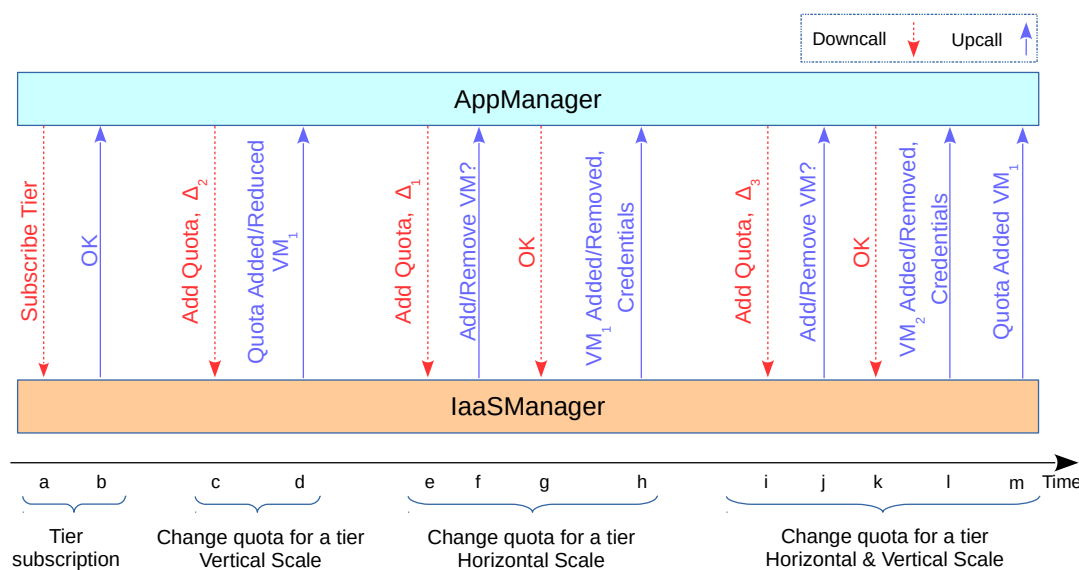 Downcall
Upcall
AppManager
Subscribe Tier
OK
Add Quota, Δ2
Quota Added/Reduced
VM1
Add Quota, Δ1
Add/Remove VM?
OK
VM1 Added/Removed,
Credentials
Add Quota, Δ3
Add/Remove VM?
OK
VM2 Added/Removed,
Credentials
Quota Added VM1
IaaSManager
a b c d e f g h i j k l m Time
Tier
subscription
Change quota for a tier
Vertical Scale
Change quota for a tier
Horizontal Scale
Change quota for a tier
Horizontal & Vertical Scale